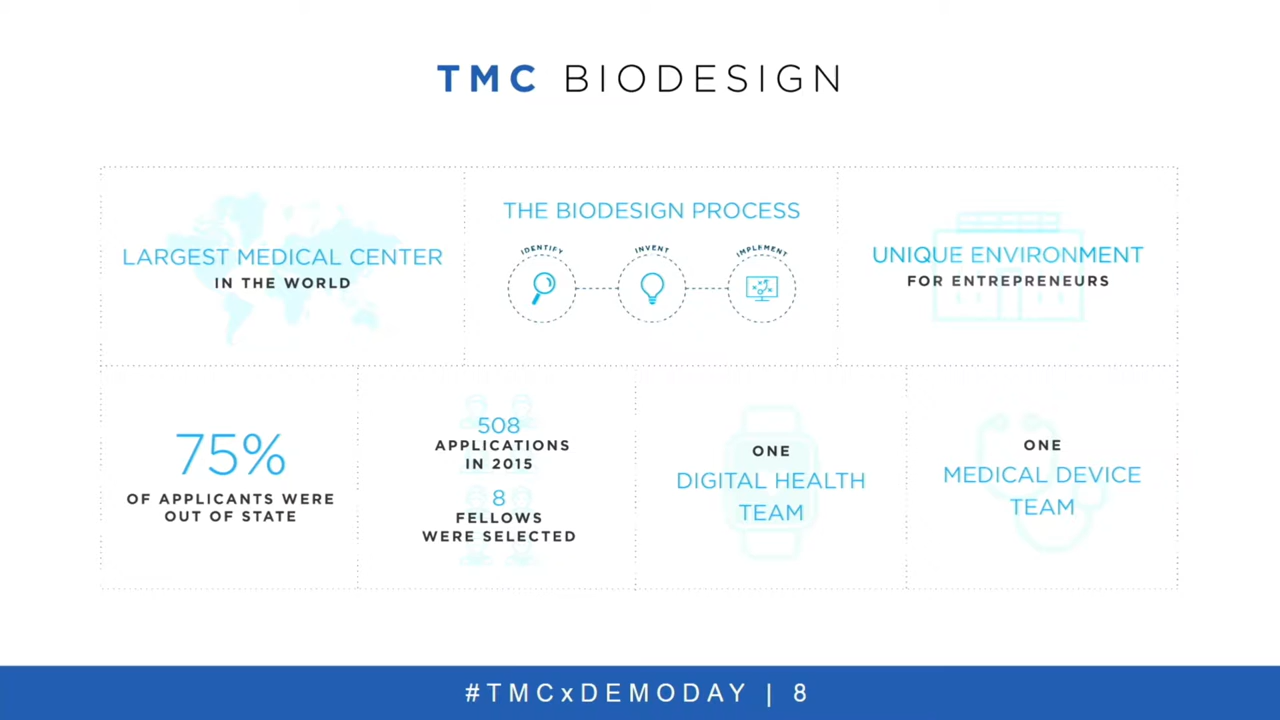 TMC BIODESIGN
LARGEST MEDICAL CENTER
IN THE WORLD
THE BIODESIGN PROCESS
IDENTIFY
INVENT
IMPLEMENT
UNIQUE ENVIRONMENT
FOR ENTREPRENEURS
75%
OF APPLICANTS WERE
OUT OF STATE
508
APPLICATIONS
IN 2015
8
FELLOWS
WERE SELECTED
ONE
DIGITAL HEALTH
TEAM
ONE
MEDICAL DEVICE
TEAM
#TMCxDEMODAY | 8